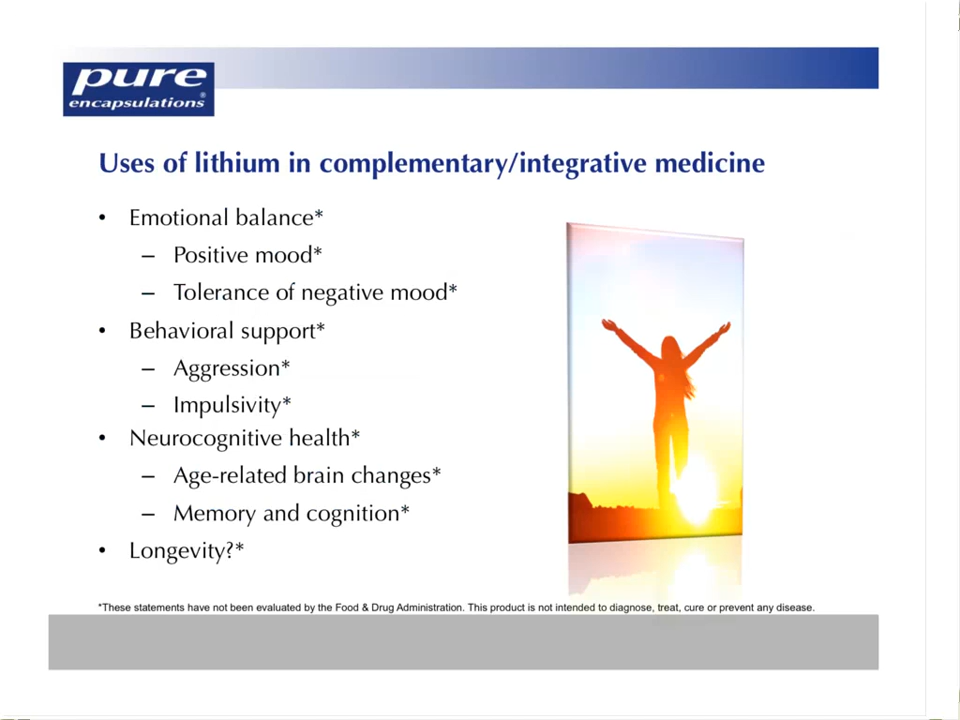 pure
encapsulations®
Uses of lithium in complementary/integrative medicine
• Emotional balance*
– Positive mood*
– Tolerance of negative mood*
• Behavioral support*
– Aggression*
– Impulsivity*
• Neurocognitive health*
– Age-related brain changes*
– Memory and cognition*
• Longevity?*
*These statements have not been evaluated by the Food & Drug Administration. This product is not intended to diagnose, treat, cure or prevent any disease.